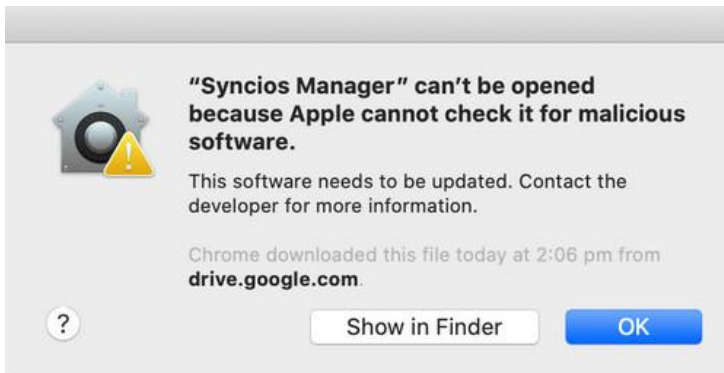 “Syncios Manager” can’t be opened
because Apple cannot check it for malicious
software.
This software needs to be updated. Contact the
developer for more information.
Chrome downloaded this file today at 2:06 pm from
drive.google.com.
?
Show in Finder
OK